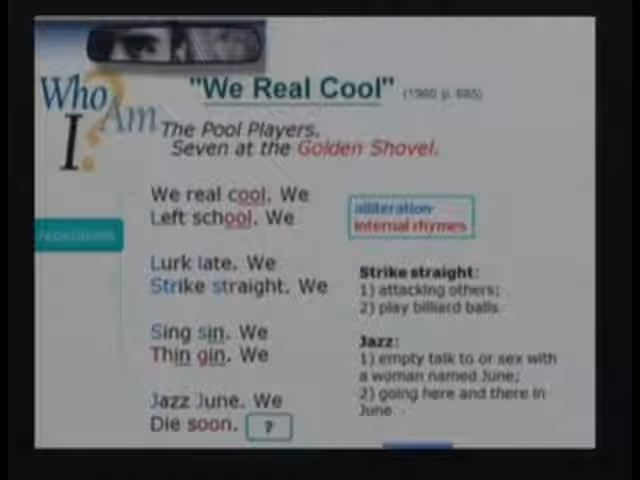 Who
Am
I?
"We Real Cool" (1960 p. 685)
The Pool Players.
Seven at the Golden Shovel.
We real cool. We
Left school. We
repetitions
Lurk late. We
Strike straight. We
Sing sin. We
Thin gin. We
Jazz June. We
Die soon. ?
alliteration
internal rhymes
Strike straight:
1) attacking others;
2) play billiard balls
Jazz:
1) empty talk to or sex with
a woman named June;
2) going here and there in
June